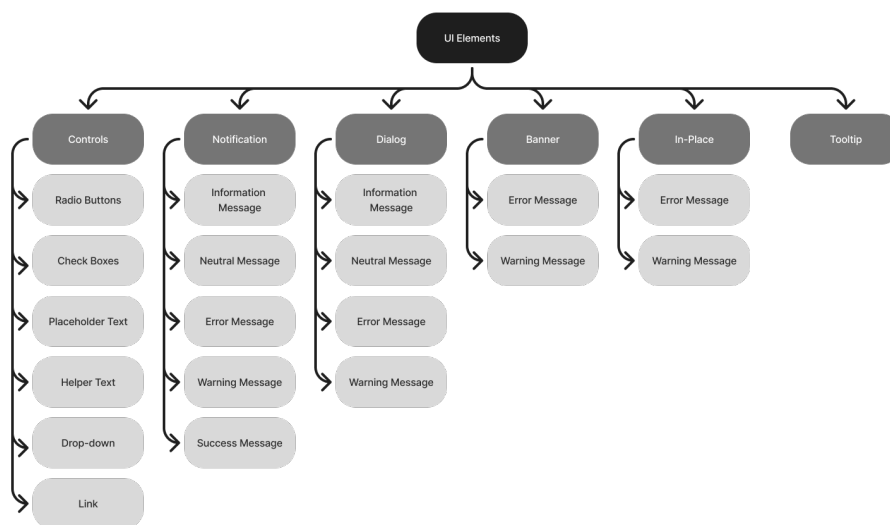 UI Elements
Controls
Notification
Dialog
Banner
In-Place
Tooltip
Radio Buttons
Information
Message
Information
Message
Error Message
Error Message
Check Boxes
Neutral Message
Neutral Message
Warning Message
Warning Message
Placeholder Text
Error Message
Error Message
Helper Text
Warning Message
Warning Message
Drop-down
Success Message
Link